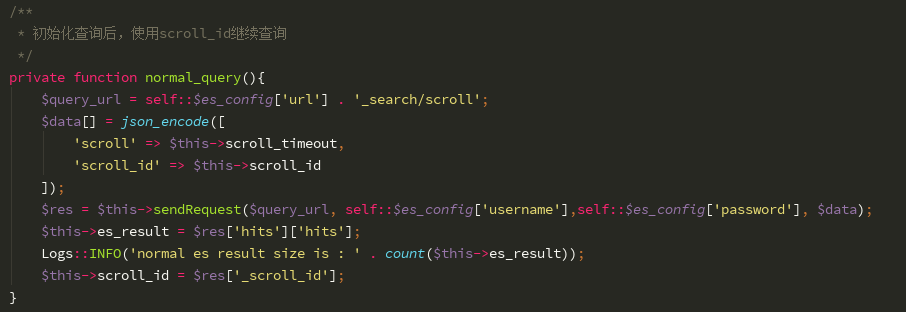 /**
 * 初始化查询后，使用scroll_id继续查询
 */
private function normal_query(){
    $query_url = self::$es_config['url'] . '_search/scroll';
    $data[] = json_encode([
        'scroll' => $this->scroll_timeout,
        'scroll_id' => $this->scroll_id
    ]);
    $res = $this->sendRequest($query_url, self::$es_config['username'],self::$es_config['password'], $data);
    $this->es_result = $res['hits']['hits'];
    Logs::INFO('normal es result size is : ' . count($this->es_result));
    $this->scroll_id = $res['_scroll_id'];
}